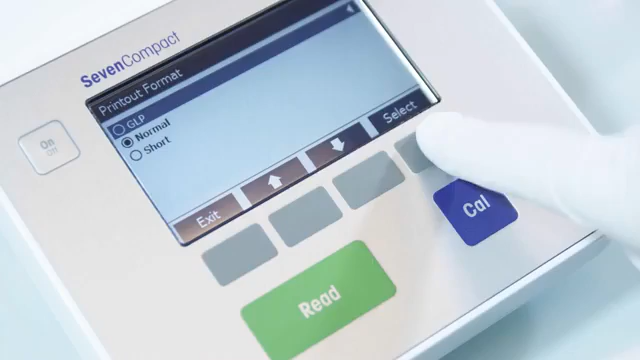 SevenCompact
Printout Format
On
Off
GLP
Normal
Short
Exit
Select
Cal
Read